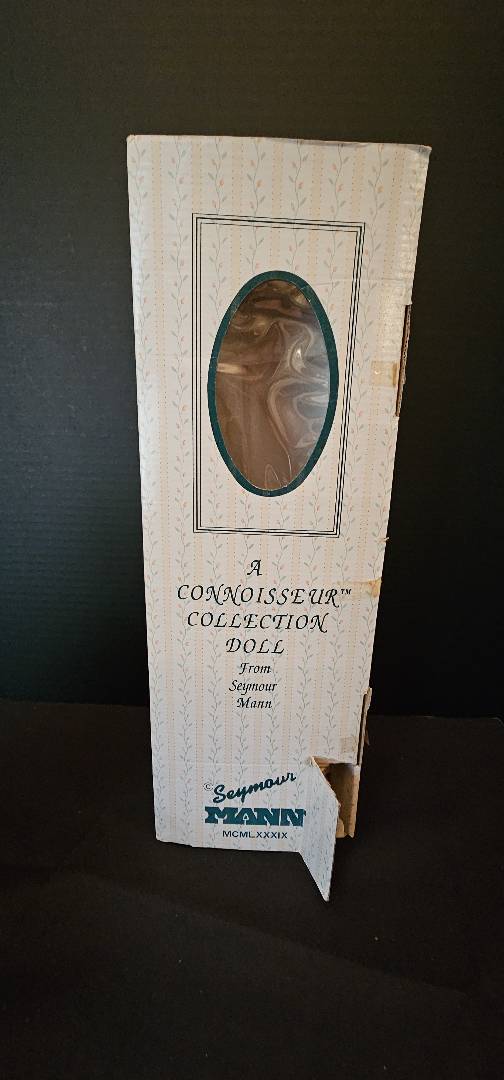 A
CONNOISSEUR™
COLLECTION
DOLL
From
Seymour
Mann
© Seymour
MANN
MCMLXXXIX